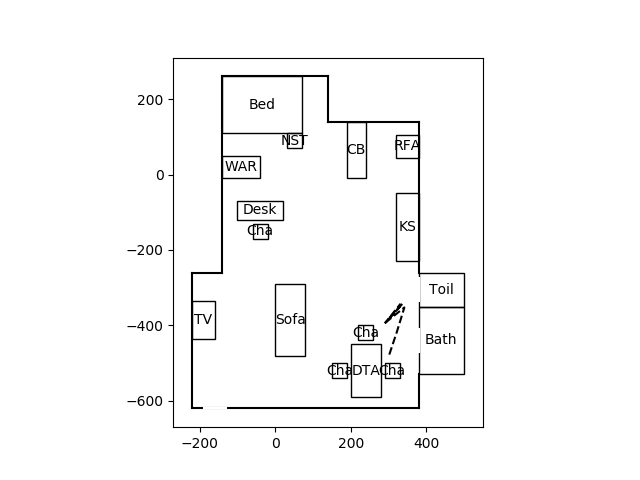 200
0
−200
−400
−600
−200
0
200
400
Bed
NST
CB
RFA
WAR
Desk
Cha
KS
Toil
TV
Sofa
Cha
Bath
Cha
DTA
Cha